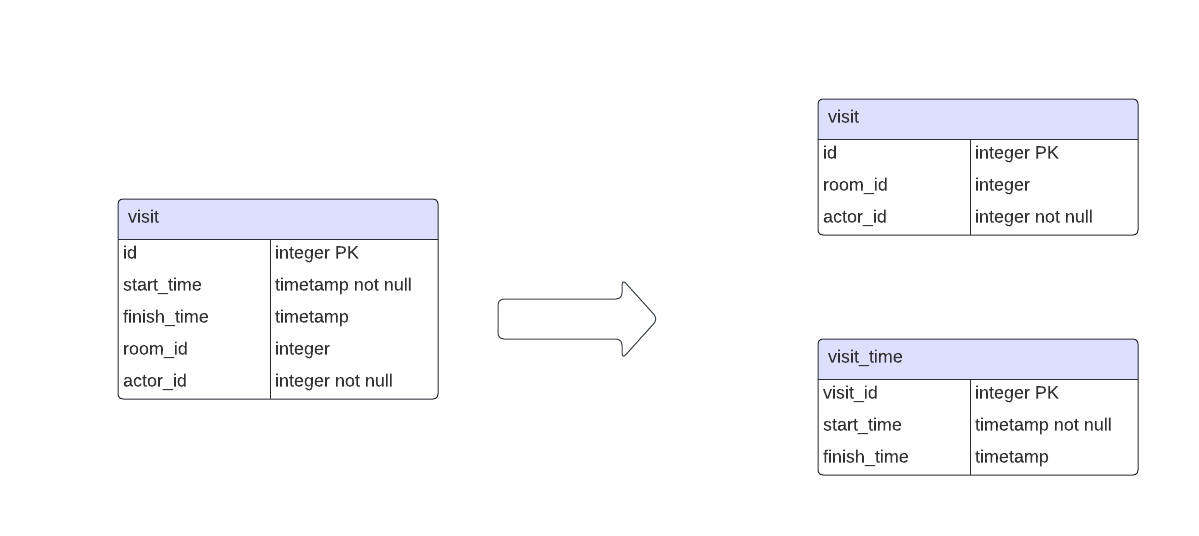 visit
id integer PK
start_time timetamp not null
finish_time timetamp
room_id integer
actor_id integer not null
visit
id integer PK
room_id integer
actor_id integer not null
visit_time
visit_id integer PK
start_time timetamp not null
finish_time timetamp